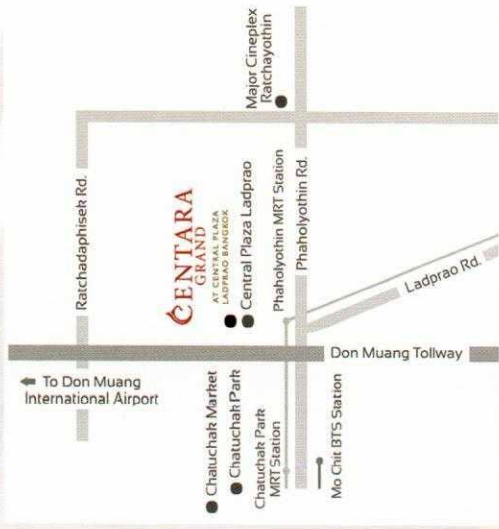 Ratchadaphisek Rd.
Major Cineplex
Ratchayothin
CENTARA
GRAND
AT CENTRAL PLAZA
LADPRAO BANGKOK
Central Plaza Ladprao
Phaholyothin MRT Station
Phaholyothin Rd.
Ladprao Rd.
Don Muang Tollway
To Don Muang
International Airport
Chatuchak Market
Chatuchak Park
Chatuchak Park
MRT Station
Mo Chit BTS Station